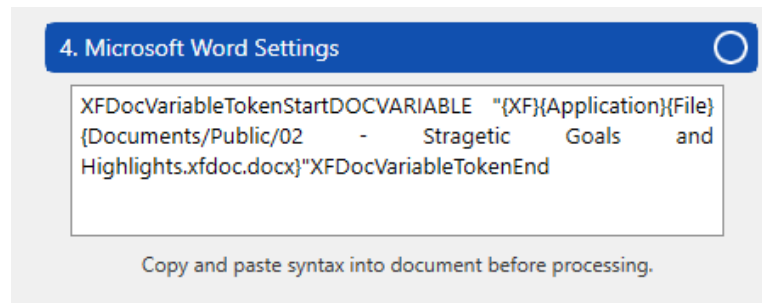 4. Microsoft Word Settings
XFDocVariableTokenStartDOCVARIABLE "{XF}{Application}{File}
{Documents/Public/02 - Stragetic Goals and
Highlights.xfdoc.docx}"XFDocVariableTokenEnd
Copy and paste syntax into document before processing.